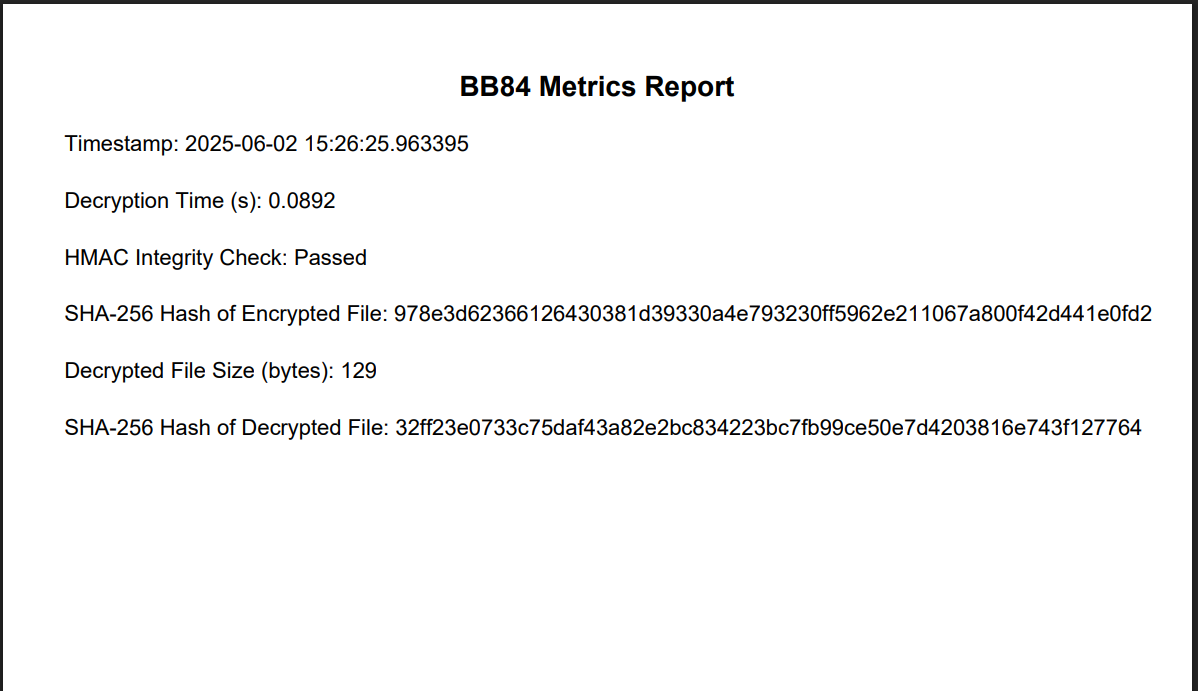 BB84 Metrics Report
Timestamp: 2025-06-02 15:26:25.963395
Decryption Time (s): 0.0892
HMAC Integrity Check: Passed
SHA-256 Hash of Encrypted File: 978e3d62366126430381d39330a4e793230ff5962e211067a800f42d441e0fd2
Decrypted File Size (bytes): 129
SHA-256 Hash of Decrypted File: 32ff23e0733c75daf43a82e2bc834223bc7fb99ce50e7d4203816e743f127764